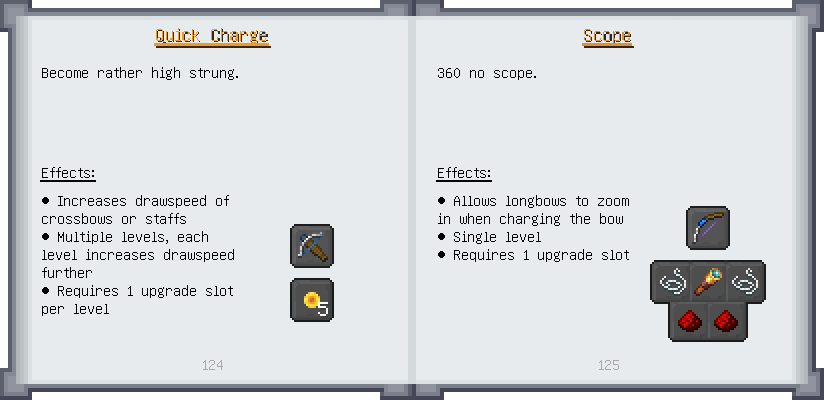 Quick Charge
Become rather high strung.
Effects:
● Increases drawspeed of
crossbows or staffs
● Multiple levels, each
level increases drawspeed
further
● Requires 1 upgrade slot
per level
5
124
Scope
360 no scope.
Effects:
● Allows longbows to zoom
in when charging the bow
● Single level
● Requires 1 upgrade slot
125